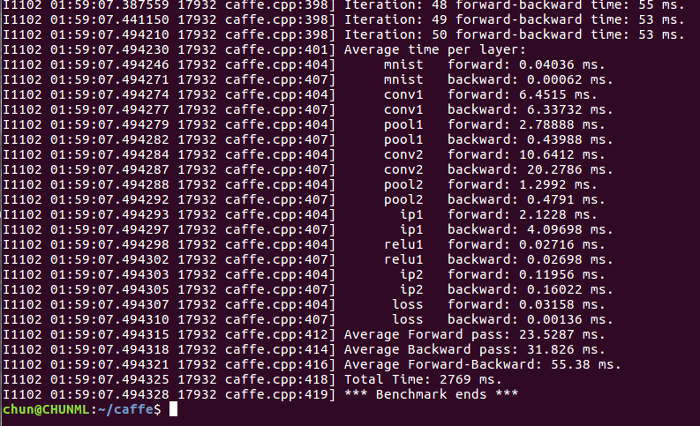 I1102 01:59:07.387559 17932 caffe.cpp:398] Iteration: 48 forward-backward time: 55 ms.
I1102 01:59:07.441150 17932 caffe.cpp:398] Iteration: 49 forward-backward time: 53 ms.
I1102 01:59:07.494210 17932 caffe.cpp:398] Iteration: 50 forward-backward time: 53 ms.
I1102 01:59:07.494230 17932 caffe.cpp:401] Average time per layer:
I1102 01:59:07.494246 17932 caffe.cpp:404] mnist forward: 0.04036 ms.
I1102 01:59:07.494271 17932 caffe.cpp:407] mnist backward: 0.00062 ms.
I1102 01:59:07.494274 17932 caffe.cpp:404] conv1 forward: 6.4515 ms.
I1102 01:59:07.494277 17932 caffe.cpp:407] conv1 backward: 6.33732 ms.
I1102 01:59:07.494279 17932 caffe.cpp:404] pool1 forward: 2.78888 ms.
I1102 01:59:07.494282 17932 caffe.cpp:407] pool1 backward: 0.43988 ms.
I1102 01:59:07.494284 17932 caffe.cpp:404] conv2 forward: 10.6412 ms.
I1102 01:59:07.494287 17932 caffe.cpp:407] conv2 backward: 20.2786 ms.
I1102 01:59:07.494288 17932 caffe.cpp:404] pool2 forward: 1.2992 ms.
I1102 01:59:07.494292 17932 caffe.cpp:407] pool2 backward: 0.4791 ms.
I1102 01:59:07.494293 17932 caffe.cpp:404] ip1 forward: 2.1228 ms.
I1102 01:59:07.494297 17932 caffe.cpp:407] ip1 backward: 4.09698 ms.
I1102 01:59:07.494298 17932 caffe.cpp:404] relu1 forward: 0.02716 ms.
I1102 01:59:07.494302 17932 caffe.cpp:407] relu1 backward: 0.02698 ms.
I1102 01:59:07.494303 17932 caffe.cpp:404] ip2 forward: 0.11956 ms.
I1102 01:59:07.494305 17932 caffe.cpp:407] ip2 backward: 0.16022 ms.
I1102 01:59:07.494307 17932 caffe.cpp:404] loss forward: 0.03158 ms.
I1102 01:59:07.494310 17932 caffe.cpp:407] loss backward: 0.00136 ms.
I1102 01:59:07.494315 17932 caffe.cpp:412] Average Forward pass: 23.5287 ms.
I1102 01:59:07.494318 17932 caffe.cpp:414] Average Backward pass: 31.826 ms.
I1102 01:59:07.494321 17932 caffe.cpp:416] Average Forward-Backward: 55.38 ms.
I1102 01:59:07.494325 17932 caffe.cpp:418] Total Time: 2769 ms.
I1102 01:59:07.494328 17932 caffe.cpp:419] *** Benchmark ends ***
chun@CHUNML:~/caffe$